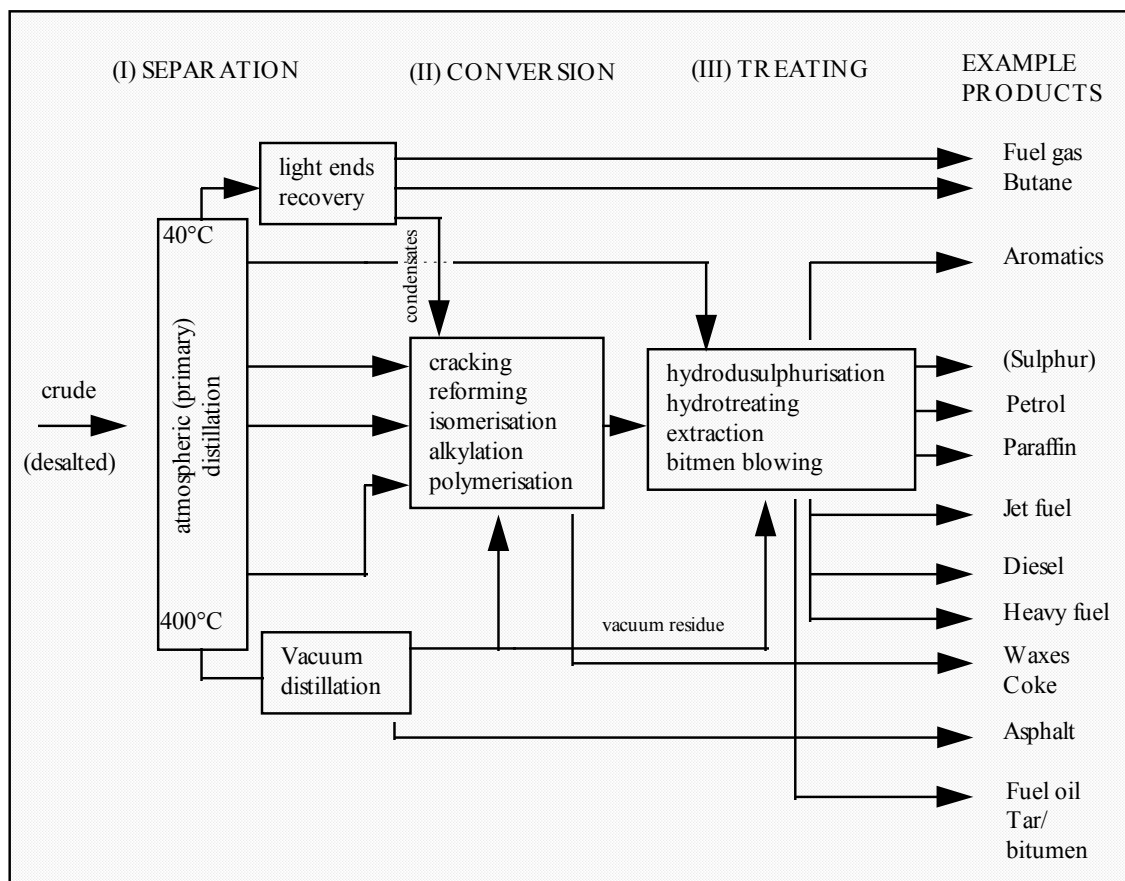 (I) SEPARATION
(II) CONVERSION
(III) TREATING
EXAMPLE
PRODUCTS
light ends
recovery
Fuel gas
Butane
40°C
condensates
Aromatics
atmospheric (primary)
distillation
crude
(desalted)
cracking
reforming
isomerisation
alkylation
polymerisation
hydrodusulphurisation
hydrotreating
extraction
bitmen blowing
(Sulphur)
Petrol
Paraffin
Jet fuel
Diesel
Heavy fuel
400°C
Vacuum
distillation
vacuum residue
Waxes
Coke
Asphalt
Fuel oil
Tar/
bitumen